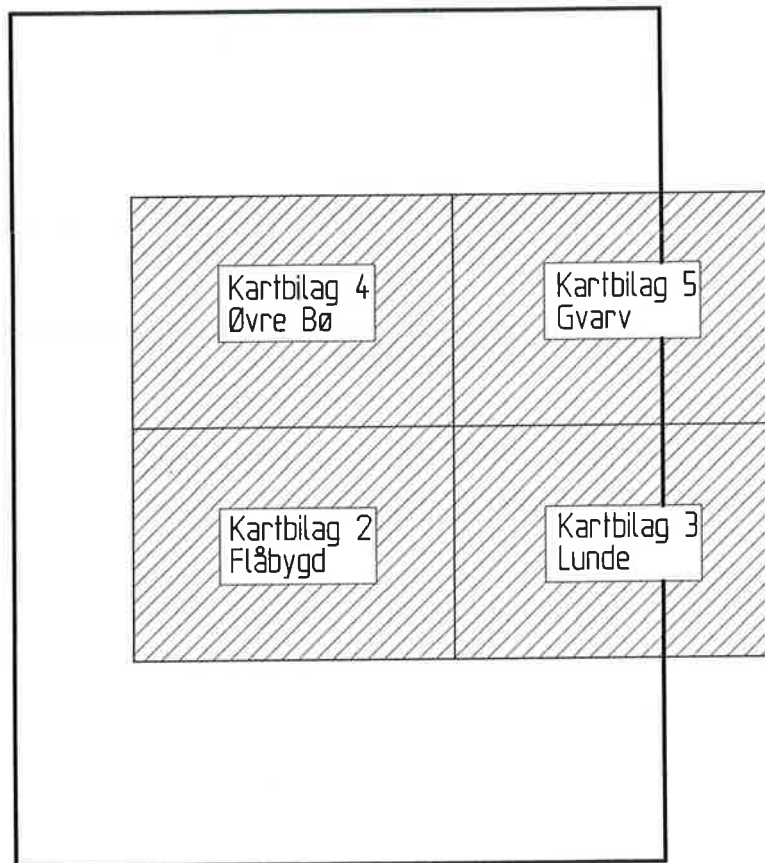 Kartbilag 4
Øvre Bø
Kartbilag 5
Gvarv
Kartbilag 2
Flåbygd
Kartbilag 3
Lunde